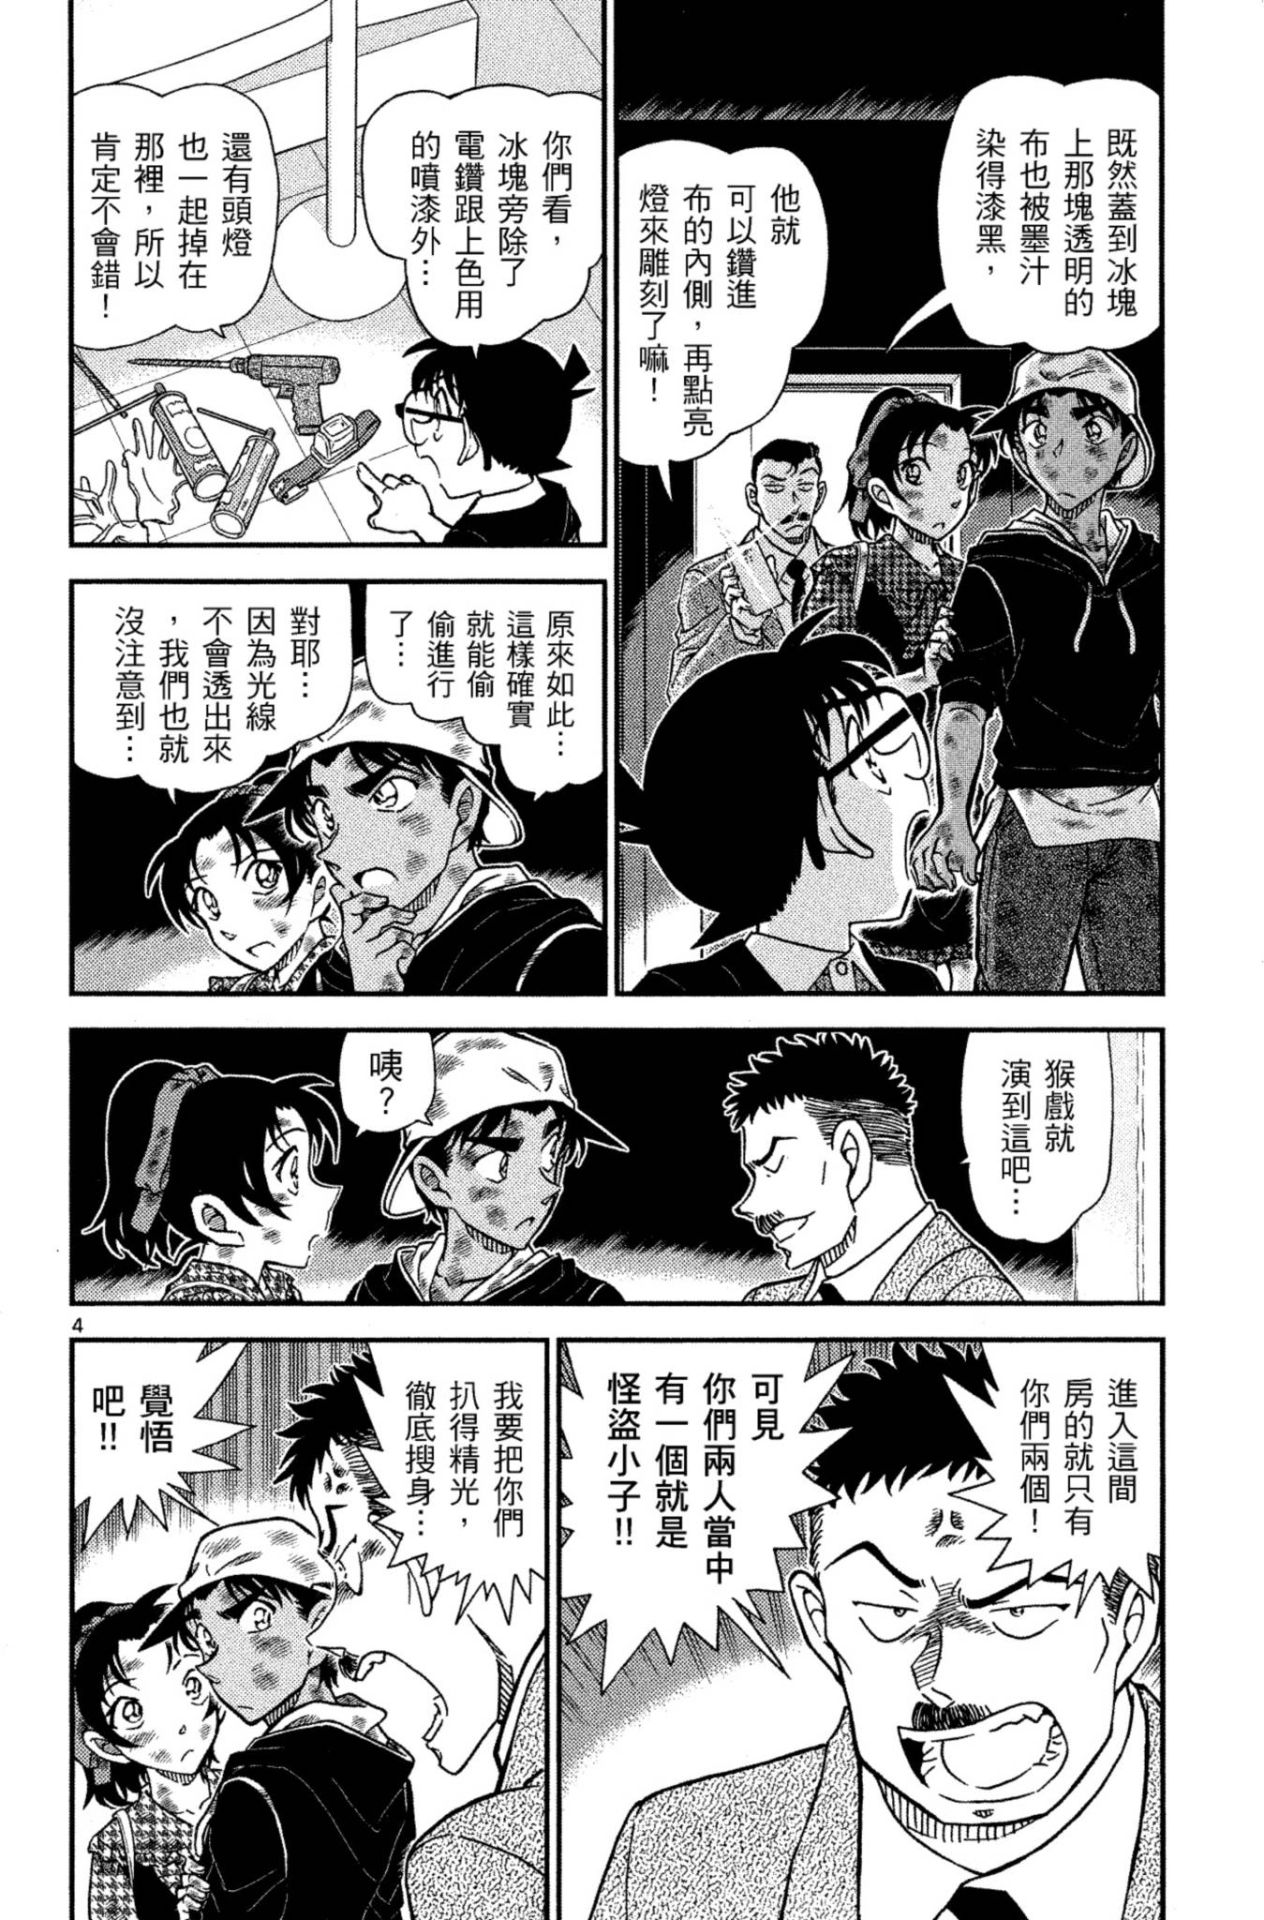 既然蓋到冰塊
上那塊透明的
布也被墨汁
染得漆黑，
他就
可以鑽進
布的內側，再點亮
燈來雕刻了嘛！
你們看，
冰塊旁除了
電鑽跟上色用
的噴漆外…
還有頭燈
也一起掉在
那裡，所以
肯定不會錯！
原來如此…
這樣確實
就能偷
偷進行
了…
對耶…
因為光線
不會透出來
，我們也就
沒注意到…
猴戲就
演到這吧…
咦？
4
進入這間
房的就只有
你們兩個！
可見
你們兩人當中
有一個就是
怪盜小子!!
我要把你們
扒得精光，
徹底搜身…
覺悟
吧!!